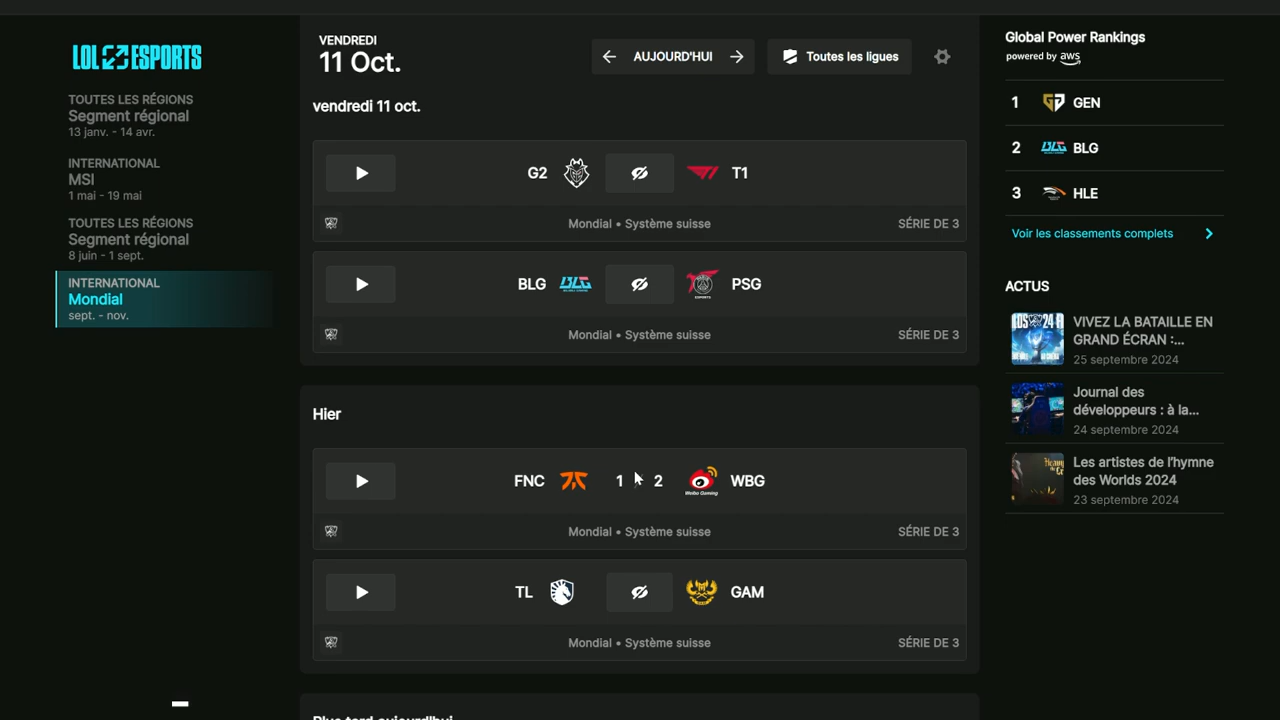 LOL ESPORTS
TOUTES LES RÉGIONS
Segment régional
13 janv. - 14 avr.
INTERNATIONAL
MSI
1 mai - 19 mai
TOUTES LES RÉGIONS
Segment régional
8 juin - 1 sept.
INTERNATIONAL
Mondial
sept. - nov.
VENDREDI
11 Oct.
AUJOURD'HUI
Toutes les ligues
vendredi 11 oct.
G2 T1
Mondial • Système suisse SÉRIE DE 3
BLG PSG
Mondial • Système suisse SÉRIE DE 3
Hier
FNC 1 2 WBG
Weibo Gaming
Mondial • Système suisse SÉRIE DE 3
TL GAM
Mondial • Système suisse SÉRIE DE 3
Plus tard aujourd'hui
Global Power Rankings
powered by aws
1 GEN
2 BLG
3 HLE
Voir les classements complets
ACTUS
VIVEZ LA BATAILLE EN
GRAND ÉCRAN :...
25 septembre 2024
Journal des
développeurs : à la...
24 septembre 2024
Les artistes de l'hymne
des Worlds 2024
23 septembre 2024